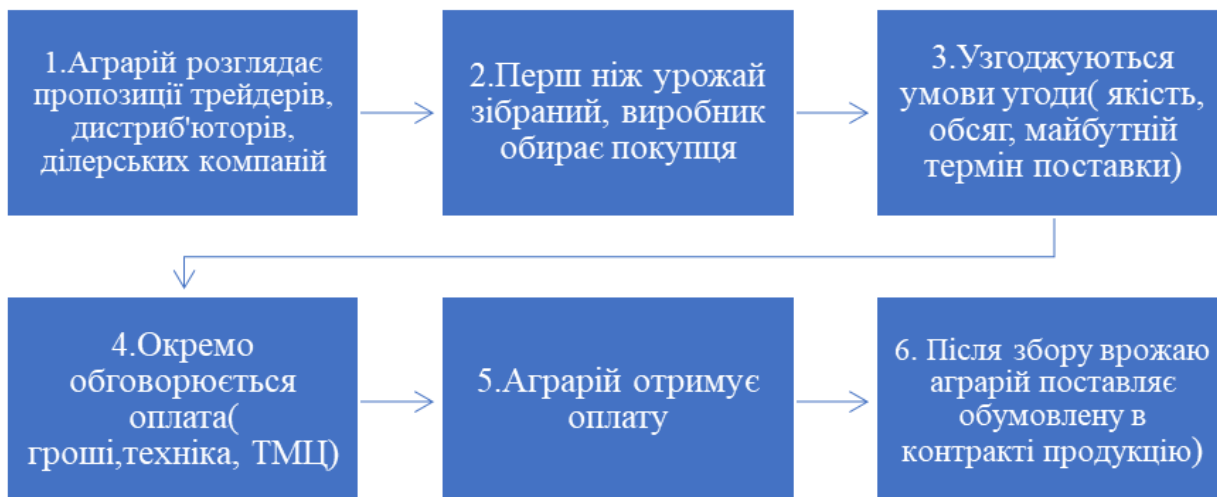 1.Аграрій розглядає
пропозиції трейдерів,
дистриб'юторів,
ділерських компаній
2.Перш ніж урожай
зібраний, виробник
обирає покупця
3.Узгоджуються
умови угоди( якість,
обсяг, майбутній
термін поставки)
4.Окремо
обговорюється
оплата(
гроші,техніка, ТМЦ)
5.Аграрій отримує
оплату
6. Після збору врожаю
аграрій поставляє
обумовлену в
контракті продукцію)